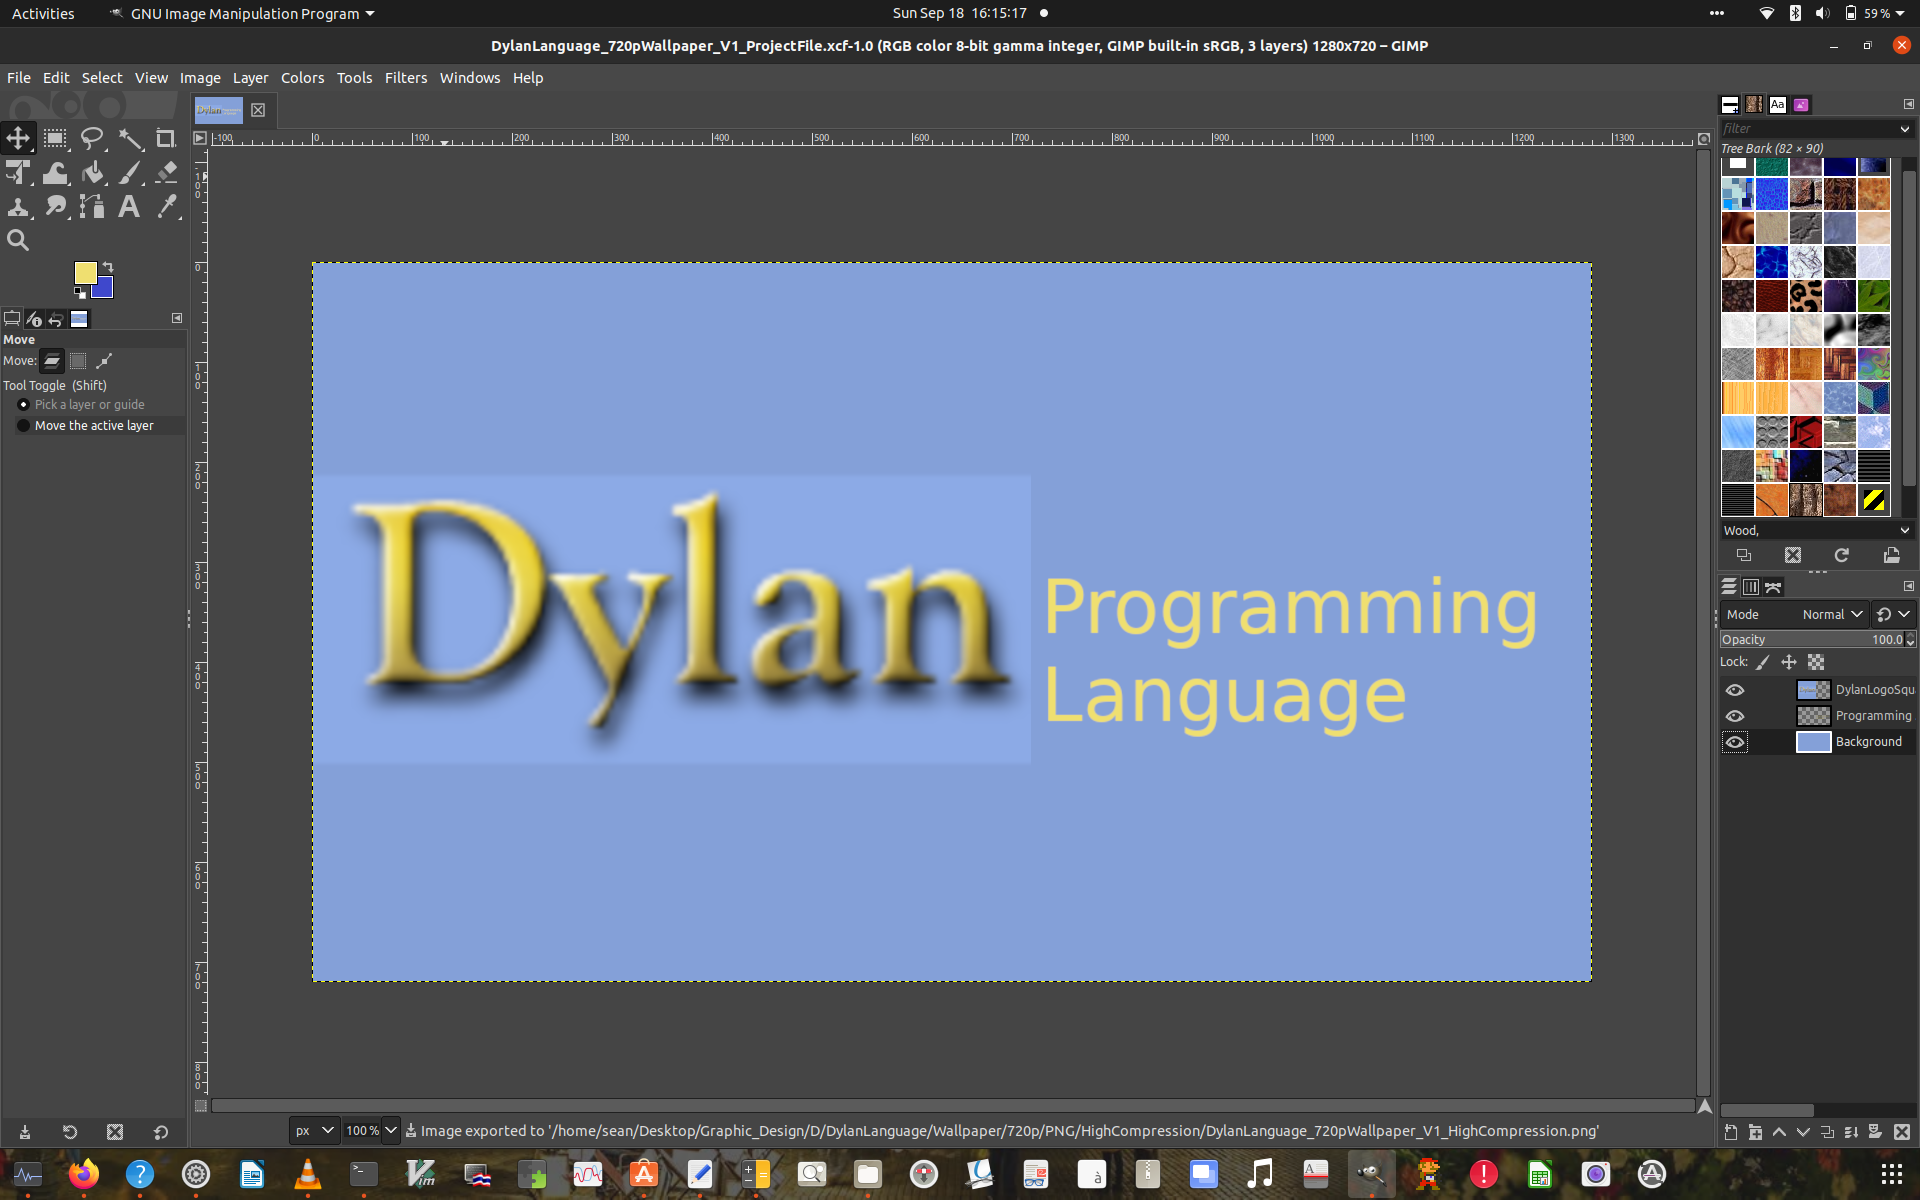 Activities
GNU Image Manipulation Program
Sun Sep 18 16:15:17
59 %
DylanLanguage_720pWallpaper_V1_ProjectFile.xcf-1.0 (RGB color 8-bit gamma integer, GIMP built-in sRGB, 3 layers) 1280x720 – GIMP
File Edit Select View Image Layer Colors Tools Filters Windows Help
-100 0 100 200 300 400 500 600 700 800 900 1000 1100 1200 1300
filter
Tree Bark (82 × 90)
Move
Move:
Tool Toggle (Shift)
Pick a layer or guide
Move the active layer
Dylan
Programming
Language
Wood,
Mode Normal
Opacity 100.0
Lock:
DylanLogoSqu
Programming
Background
px
100 %
Image exported to '/home/sean/Desktop/Graphic_Design/D/DylanLanguage/Wallpaper/720p/PNG/HighCompression/DylanLanguage_720pWallpaper_V1_HighCompression.png'